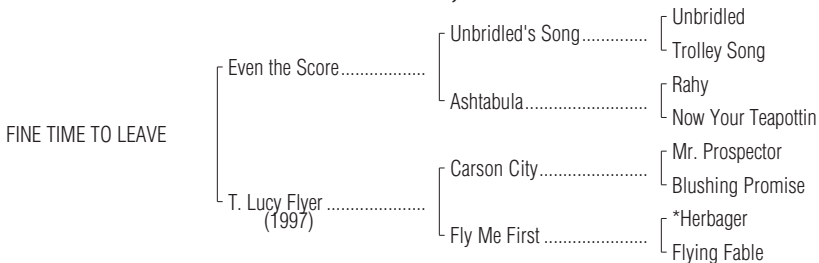 Unbridled
Unbridled's Song..............
Trolley Song
Even the Score..................
Rahy
Ashtabula..........................
Now Your Teapottin
FINE TIME TO LEAVE
Mr. Prospector
Carson City.......................
Blushing Promise
T. Lucy Flyer .....................
(1997)
*Herbager
Fly Me First ......................
Flying Fable